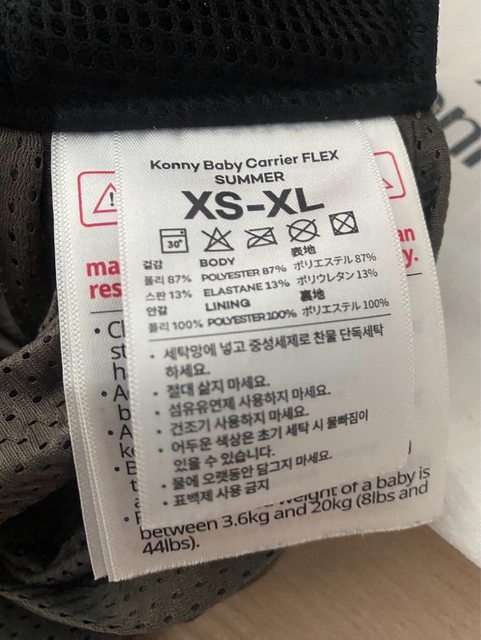 Konny Baby Carrier FLEX
SUMMER
XS-XL
30°
겉감 BODY 表地
폴리 87% POLYESTER 87% ポリエステル 87%
스판 13% ELASTANE 13% ポリウレタン 13%
안감 LINING 裏地
폴리 100% POLYESTER 100% ポリエステル 100%
• 세탁망에 넣고 중성세제로 찬물 단독세탁
하세요.
• 절대 삶지 마세요.
• 섬유유연제 사용하지 마세요.
• 건조기 사용하지 마세요.
• 어두운 색상은 초기 세탁 시 물빠짐이
있을 수 있습니다.
• 물에 오랫동안 담그지 마세요.
• 표백제 사용 금지
weight of a baby is
between 3.6kg and 20kg (8lbs and
44lbs).